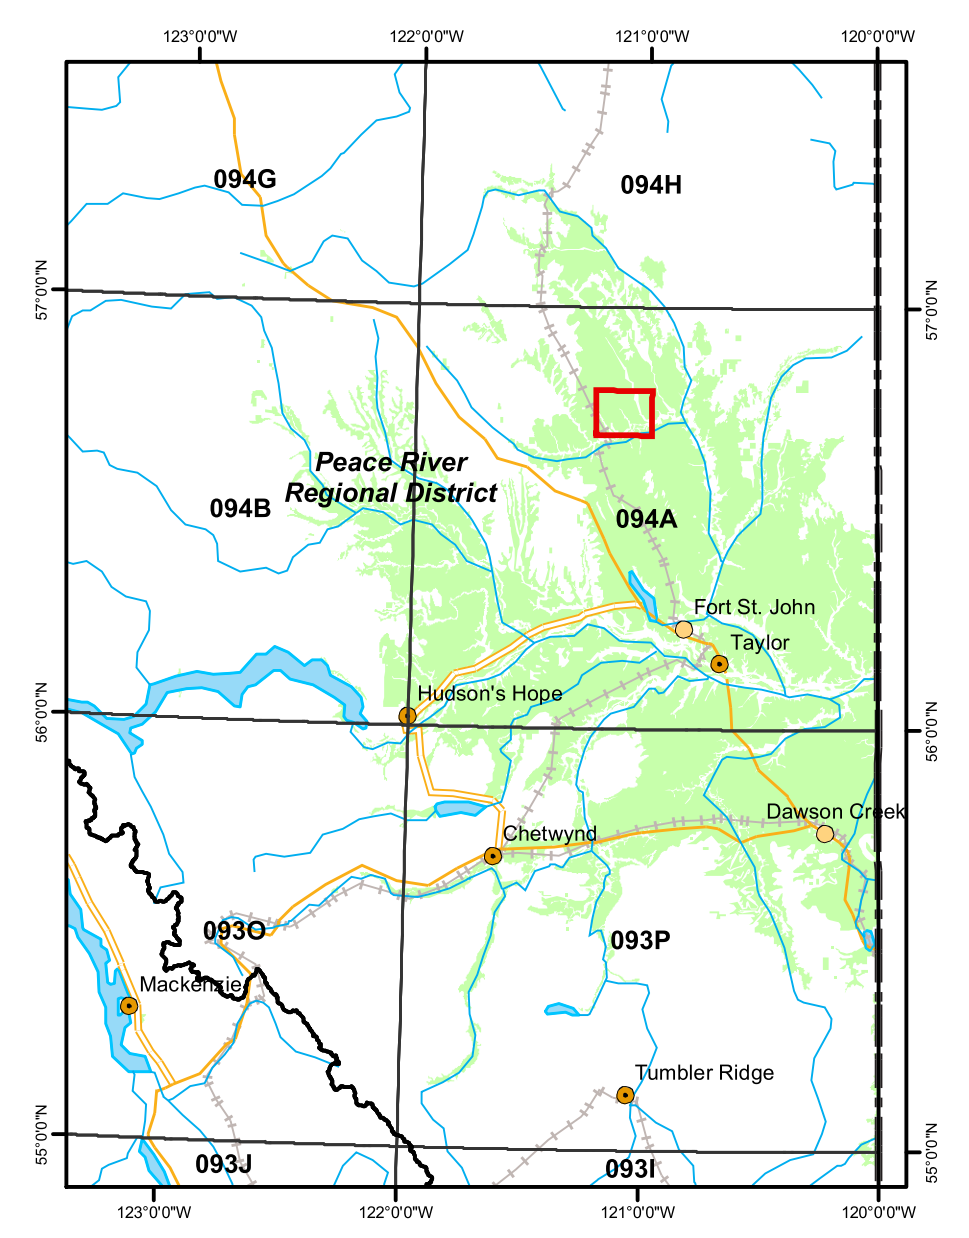 123°0'0"W
122°0'0"W
121°0'0"W
120°0'0"W
094G
094H
57°0'0"N
57°0'0"N
Peace River
Regional District
094B
094A
Fort St. John
Taylor
Hudson's Hope
56°0'0"N
56°0'0"N
Dawson Creek
Chetwynd
093O
093P
Mackenzie
Tumbler Ridge
55°0'0"N
55°0'0"N
093J
093I
123°0'0"W
122°0'0"W
121°0'0"W
120°0'0"W